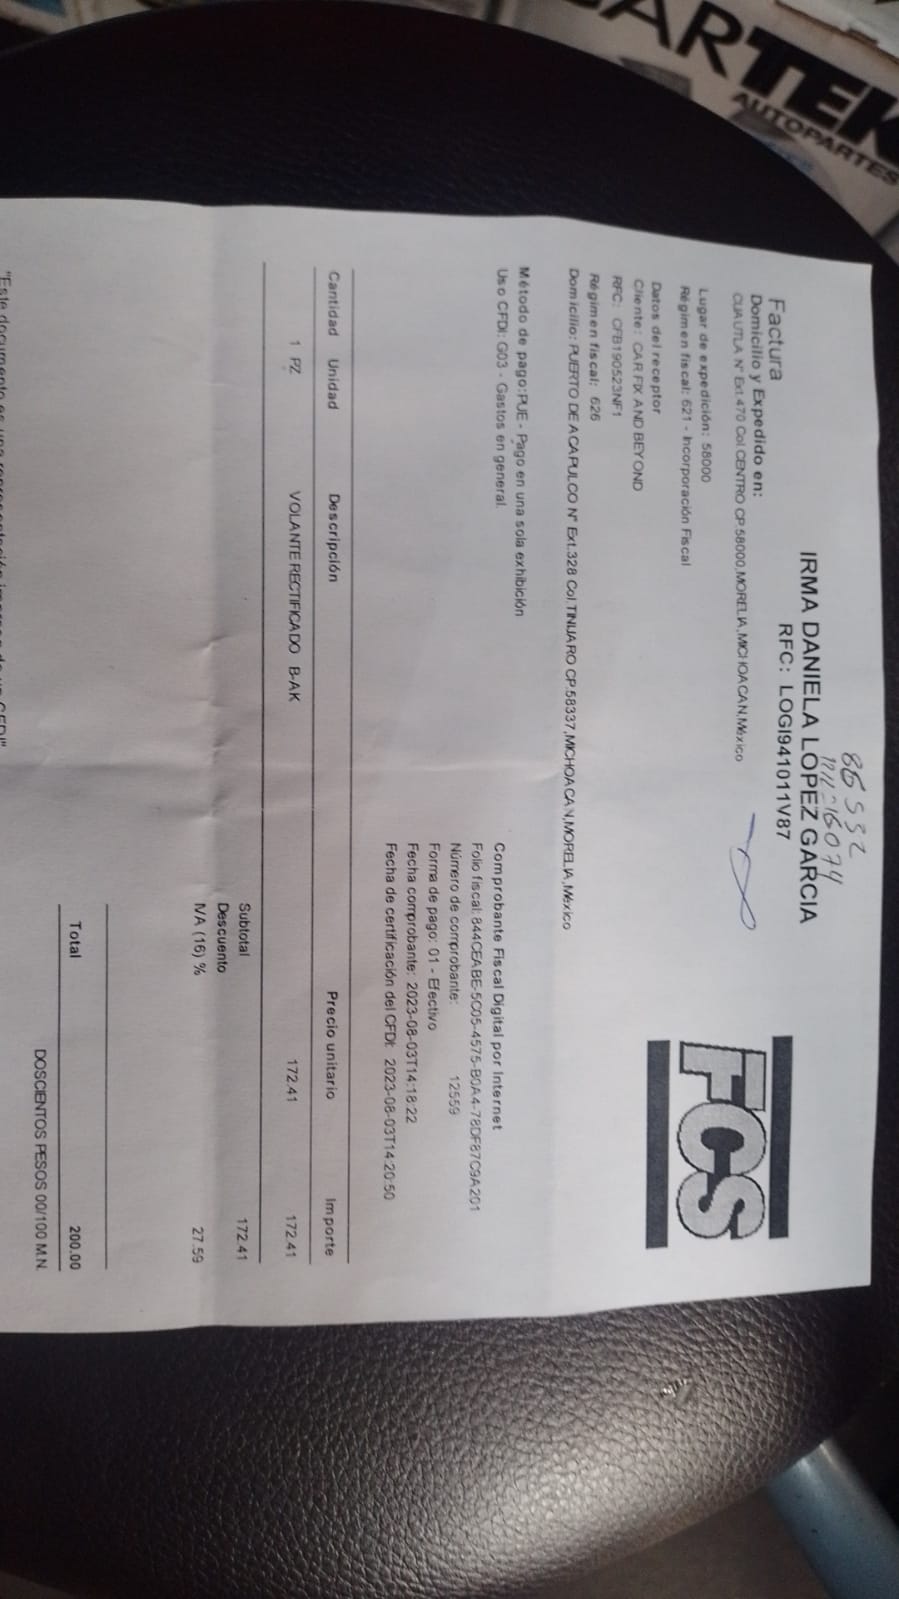 ARTEK
AUTOPARTES
86532
IRMA DANIELA LOPEZ GARCIA
RFC: LOGI941011V87
FCS
Factura
Domicilio y Expedido en:
CUAUTLA N° Ext.470 Col CENTRO CP.58000,MORELIA,MICHOACAN,México
Lugar de expedición: 58000
Régimen fiscal: 621 - Incorporación Fiscal
Datos del receptor
Cliente: CAR FIX AND BEYOND
RFC: CFB190523NF1
Régimen fiscal: 626
Domicilio: PUERTO DE ACAPULCO N° Ext.328 Col.TINIJARO CP.58337,MICHOACAN,MORELIA,México
Método de pago:PUE - Pago en una sola exhibición
Uso CFDI: G03 - Gastos en general.
Comprobante Fiscal Digital por Internet
Folio fiscal: 844CEABE-5C05-4575-B0A4-78DF87C9A201
Número de comprobante: 12559
Forma de pago: 01 - Efectivo
Fecha comprobante: 2023-08-03T14:18:22
Fecha de certificación del CFDI: 2023-08-03T14:20:50
Cantidad Unidad Descripción Precio unitario Importe
1 PZ VOLANTE RECTIFICADO B-AK 172.41 172.41
Subtotal 172.41
Descuento
IVA (16) % 27.59
Total 200.00
DOSCIENTOS PESOS 00/100 M.N.
"Este documento es una representación impresa de un CFDI"